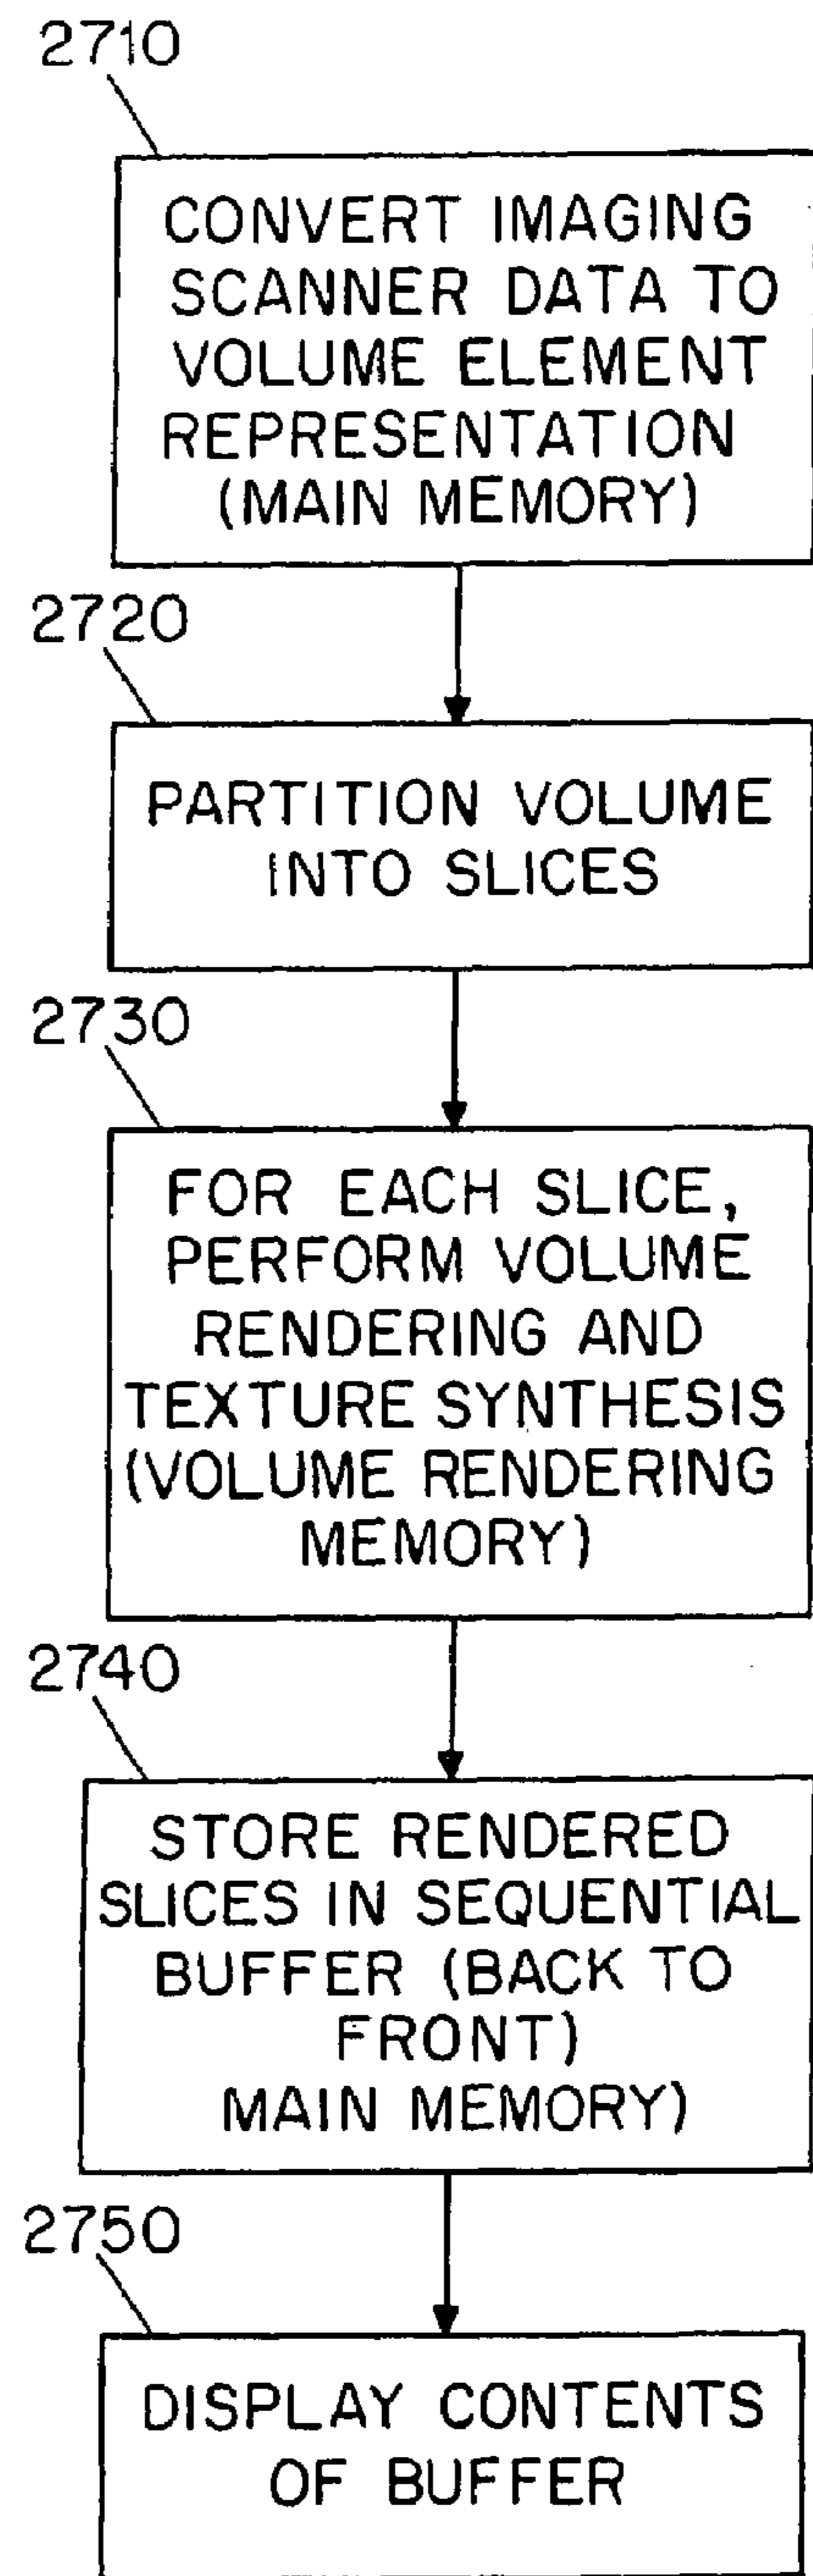 2710
CONVERT IMAGING
SCANNER DATA TO
VOLUME ELEMENT
REPRESENTATION
(MAIN MEMORY)
2720
PARTITION VOLUME
INTO SLICES
2730
FOR EACH SLICE,
PERFORM VOLUME
RENDERING AND
TEXTURE SYNTHESIS
(VOLUME RENDERING
MEMORY)
2740
STORE RENDERED
SLICES IN SEQUENTIAL
BUFFER (BACK TO
FRONT)
MAIN MEMORY)
2750
DISPLAY CONTENTS
OF BUFFER